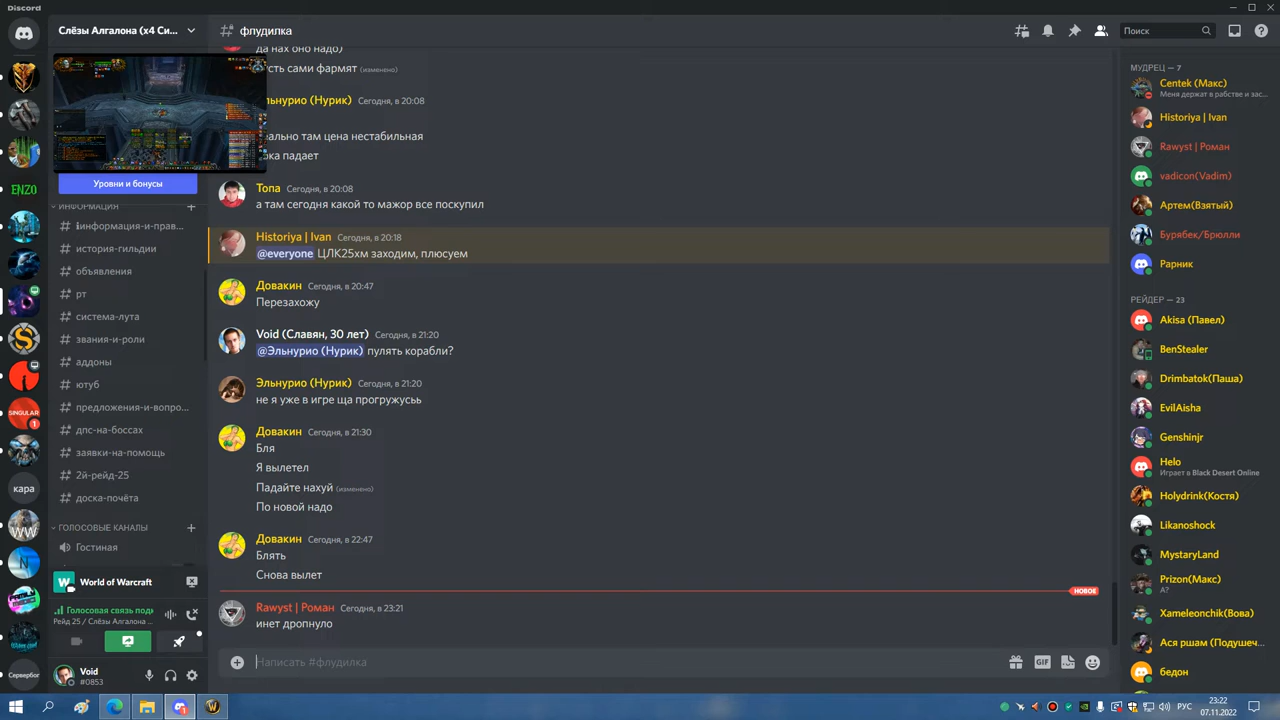 Discord
Слёзы Алгалона (x4 Си...
флудилка
Поиск
ENZO
SINGULAR
1
кара
WW
Сервербог
Уровни и бонусы
ИНФОРМАЦИЯ
информация-и-прав...
история-гильдии
объявления
рт
система-лута
звания-и-роли
аддоны
ютуб
предложения-и-вопро...
дпс-на-боссах
заявки-на-помощь
2й-рейд-25
доска-почёта
ГОЛОСОВЫЕ КАНАЛЫ
Гостиная
World of Warcraft
Голосовая связь подк
Рейд 25 / Слёзы Алгалона ...
Void
#0853
да нах оно надо)
усть сами фармят (изменено)
льнурио (Нурик) Сегодня, в 20:08
ально там цена нестабильная
ка падает
Топа Сегодня, в 20:08
а там сегодня какой то мажор все поскупил
Historiya | Ivan Сегодня, в 20:18
@everyone ЦЛК25хм заходим, плюсуем
Довакин Сегодня, в 20:47
Перезахожу
Void (Славян, 30 лет) Сегодня, в 21:20
@Эльнурио (Нурик) пулять корабли?
Эльнурио (Нурик) Сегодня, в 21:20
не я уже в игре ща прогружусьь
Довакин Сегодня, в 21:30
Бля
Я вылетел
Падайте нахуй (изменено)
По новой надо
Довакин Сегодня, в 22:47
Блять
Снова вылет
НОВОЕ
Rawyst | Роман Сегодня, в 23:21
инет дропнуло
Написать #флудилка
GIF
МУДРЕЦ — 7
Centek (Макс)
Меня держат в рабстве и зас...
Historiya | Ivan
Rawyst | Роман
vadicon(Vadim)
Артем(Взятый)
Бурябек/Брюлли
Рарник
РЕЙДЕР — 23
Akisa (Павел)
BenStealer
Drimbatok(Паша)
EvilAisha
Genshinjr
Helo
Играет в Black Desert Online
Holydrink(Костя)
Likanoshock
MystaryLand
Prizon(Макс)
А?
Xameleonchik(Вова)
Ася ршам (Подушеч...
бедон
РУС
23:22
07.11.2022